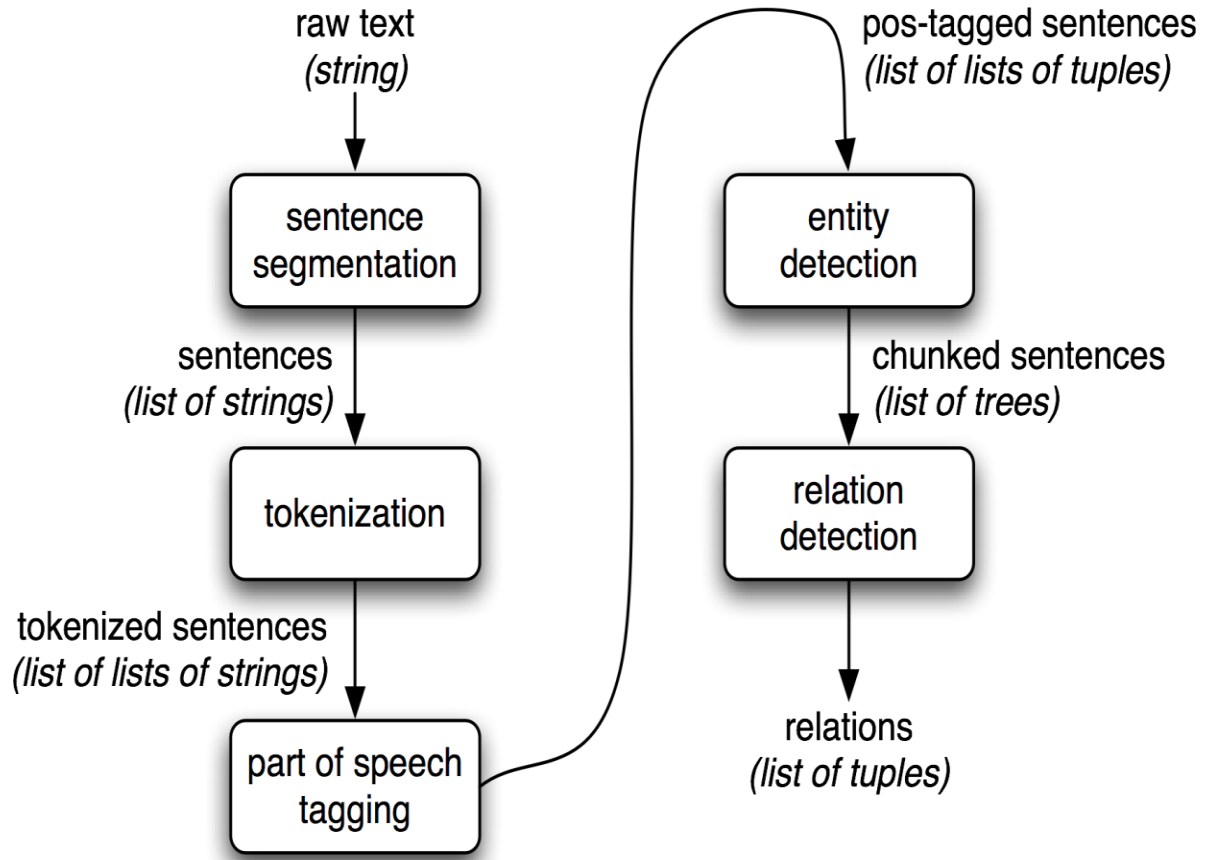 raw text
(string)
sentence
segmentation
sentences
(list of strings)
tokenization
tokenized sentences
(list of lists of strings)
part of speech
tagging
pos-tagged sentences
(list of lists of tuples)
entity
detection
chunked sentences
(list of trees)
relation
detection
relations
(list of tuples)